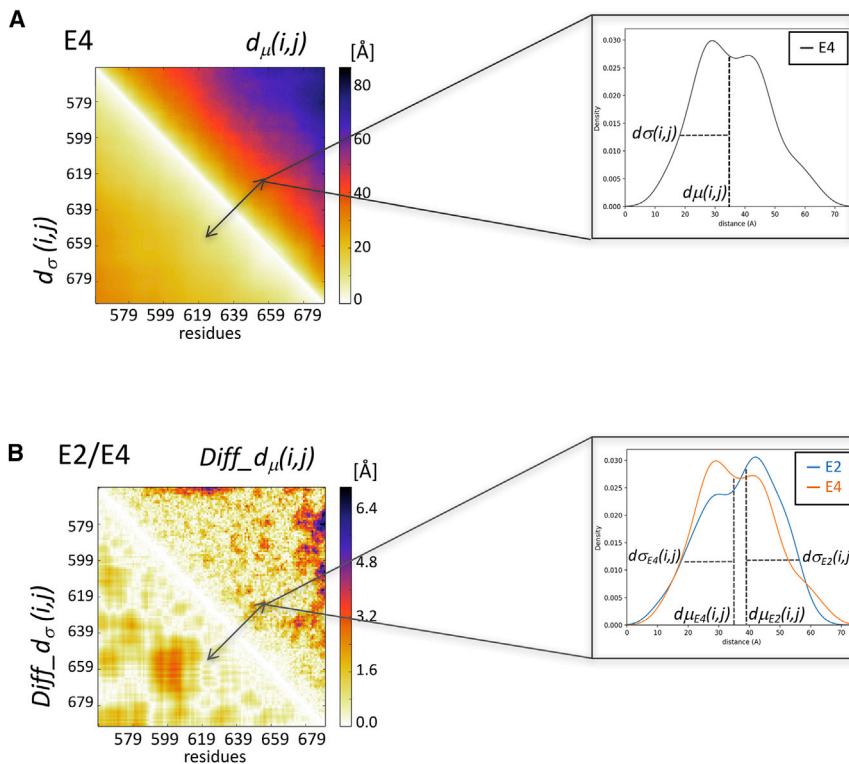 A
E4
dμ(i,j)
[Å]
80
60
40
20
0
579
599
619
639
659
679
dσ (i,j)
579 599 619 639 659 679
residues
E4
0.030
0.025
0.020
0.015
0.010
0.005
0.000
Density
dσ(i,j)
dμ(i,j)
0 10 20 30 40 50 60 70
distance (A)
B
E2/E4
Diff_dμ(i,j)
[Å]
6.4
4.8
3.2
1.6
0.0
579
599
619
639
659
679
Diff_dσ(i,j)
579 599 619 639 659 679
residues
E2
E4
0.030
0.025
0.020
0.015
0.010
0.005
0.000
Density
dσE4(i,j)
dσE2(i,j)
dμE4(i,j)
dμE2(i,j)
0 10 20 30 40 50 60 70
distance (A)